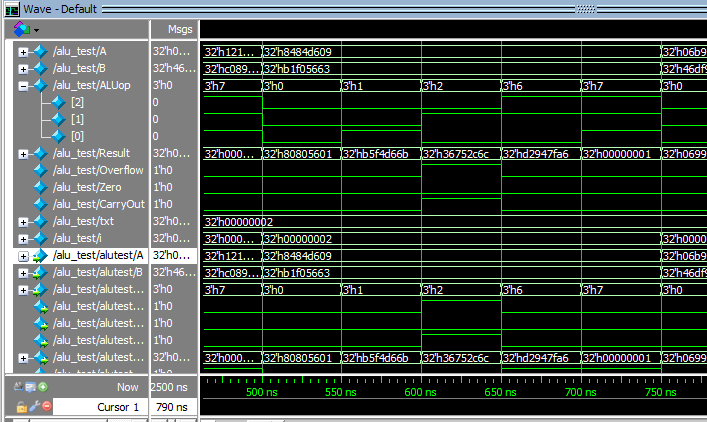 Wave - Default
Msgs
/alu_test/A 32'h0... 32'h121... 32'h8484d609 32'h06b9
/alu_test/B 32'h46... 32'hc089... 32'hb1f05663 32'h46df9
/alu_test/ALUop 3'h0 3'h7 3'h0 3'h1 3'h2 3'h6 3'h7 3'h0
[2] 0
[1] 0
[0] 0
/alu_test/Result 32'h0... 32'h000... 32'h80805601 32'hb5f4d66b 32'h36752c6c 32'hd2947fa6 32'h00000001 32'h0699
/alu_test/Overflow 1'h0
/alu_test/Zero 1'h0
/alu_test/CarryOut 1'h0
/alu_test/txt 32'h0... 32'h00000002
/alu_test/i 32'h0... 32'h000... 32'h00000002 32'h0000
/alu_test/alutest/A 32'h0... 32'h121... 32'h8484d609 32'h06b9
/alu_test/alutest/B 32'h46... 32'hc089... 32'hb1f05663 32'h46df9
/alu_test/alutest... 3'h0 3'h7 3'h0 3'h1 3'h2 3'h6 3'h7 3'h0
/alu_test/alutest... 1'h0
/alu_test/alutest... 1'h0
/alu_test/alutest... 1'h0
/alu_test/alutest... 32'h0... 32'h000... 32'h80805601 32'hb5f4d66b 32'h36752c6c 32'hd2947fa6 32'h00000001 32'h0699
Now 2500 ns
500 ns 550 ns 600 ns 650 ns 700 ns 750 ns
Cursor 1 790 ns